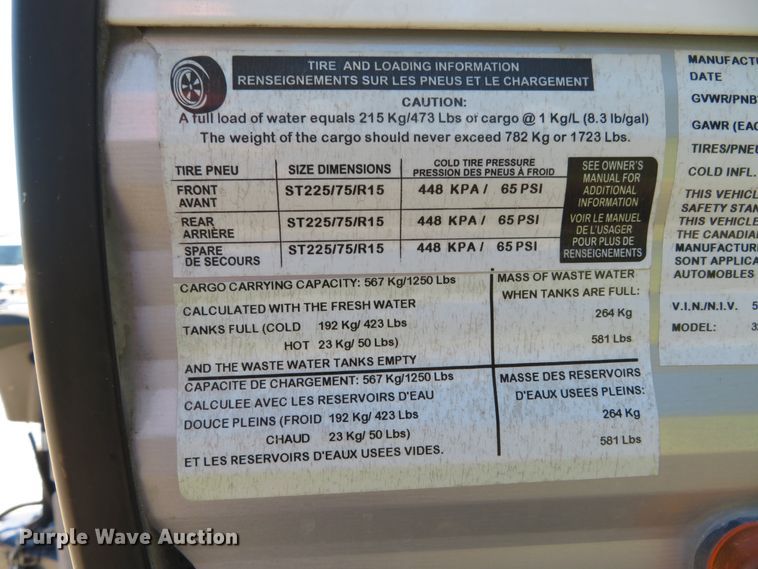 TIRE AND LOADING INFORMATION
RENSEIGNEMENTS SUR LES PNEUS ET LE CHARGEMENT
CAUTION:
A full load of water equals 215 Kg/473 Lbs of cargo @ 1 Kg/L (8.3 lb/gal)
The weight of the cargo should never exceed 782 Kg or 1723 Lbs.
TIRE PNEU SIZE DIMENSIONS COLD TIRE PRESSURE
PRESSION DES PNEUS À FROID
FRONT
AVANT ST225/75/R15 448 KPA / 65 PSI
REAR
ARRIÈRE ST225/75/R15 448 KPA / 65 PSI
SPARE
DE SECOURS ST225/75/R15 448 KPA / 65 PSI
SEE OWNER'S
MANUAL FOR
ADDITIONAL
INFORMATION
VOIR LE MANUEL
DE L'USAGER
POUR PLUS DE
RENSEIGNEMENTS
CARGO CARRYING CAPACITY: 567 Kg/1250 Lbs
CALCULATED WITH THE FRESH WATER
TANKS FULL (COLD 192 Kg/ 423 Lbs
HOT 23 Kg/ 50 Lbs)
AND THE WASTE WATER TANKS EMPTY
MASS OF WASTE WATER
WHEN TANKS ARE FULL:
264 Kg
581 Lbs
CAPACITE DE CHARGEMENT: 567 Kg/1250 Lbs
CALCULEE AVEC LES RESERVOIRS D'EAU
DOUCE PLEINS (FROID 192 Kg/ 423 Lbs
CHAUD 23 Kg/ 50 Lbs)
ET LES RESERVOIRS D'EAUX USEES VIDES.
MASSE DES RESERVOIRS
D'EAUX USEES PLEINS:
264 Kg
581 Lbs
MANUFACTU
DATE
GVWR/PNB
GAWR (EAC
TIRES/PNEU
COLD INFL.
THIS VEHICL
SAFETY STAN
THIS VEHICLE
THE CANADIA
MANUFACTUR
SONT APPLICA
AUTOMOBILES
V.I.N./N.I.V. 5
MODEL: 3
Purple Wave Auction